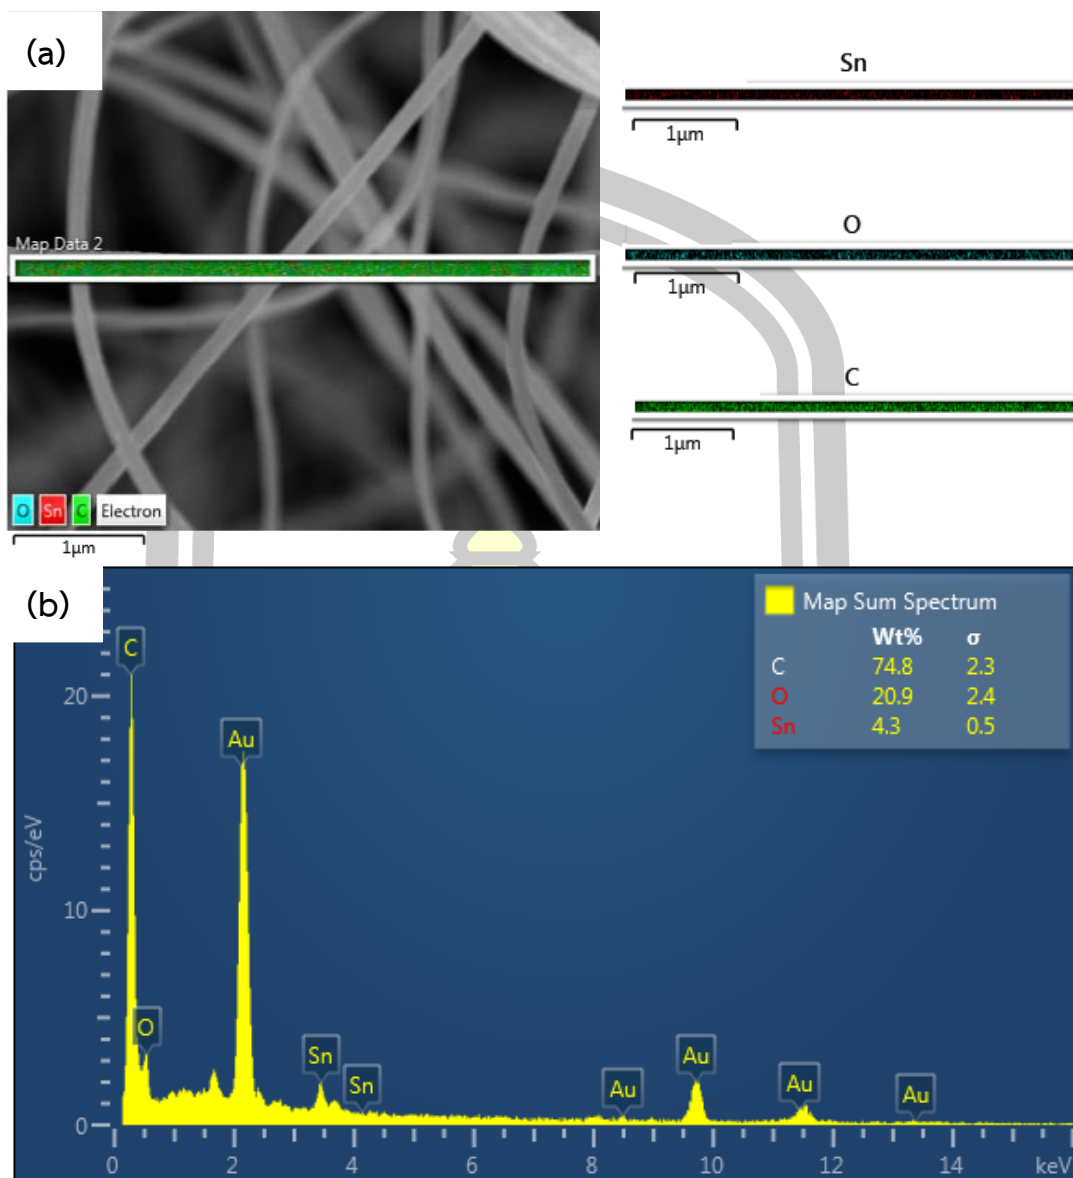 (a)
Map Data 2
O Sn C Electron
1μm
Sn
1μm
O
1μm
C
1μm
(b)
Map Sum Spectrum
Wt% σ
C 74.8 2.3
O 20.9 2.4
Sn 4.3 0.5
cps/eV
20
10
0
C
O
Au
Sn
Sn
Au
Au
Au
Au
0 2 4 6 8 10 12 14 keV